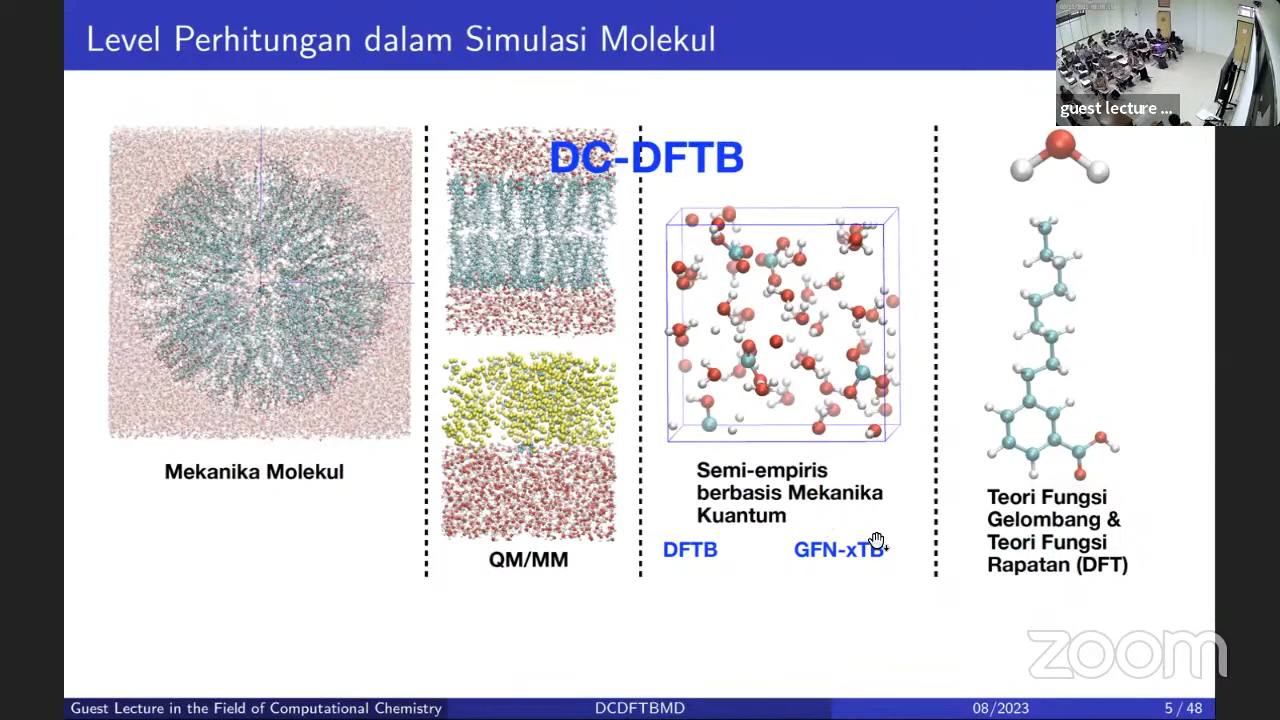 Level Perhitungan dalam Simulasi Molekul
guest lecture ...
DC-DFTB
Mekanika Molekul
QM/MM
Semi-empiris
berbasis Mekanika
Kuantum
DFTB
GFN-xTB
Teori Fungsi
Gelombang &
Teori Fungsi
Rapatan (DFT)
zoom
Guest Lecture in the Field of Computational Chemistry
DCDFTBMD
08/2023
5 / 48